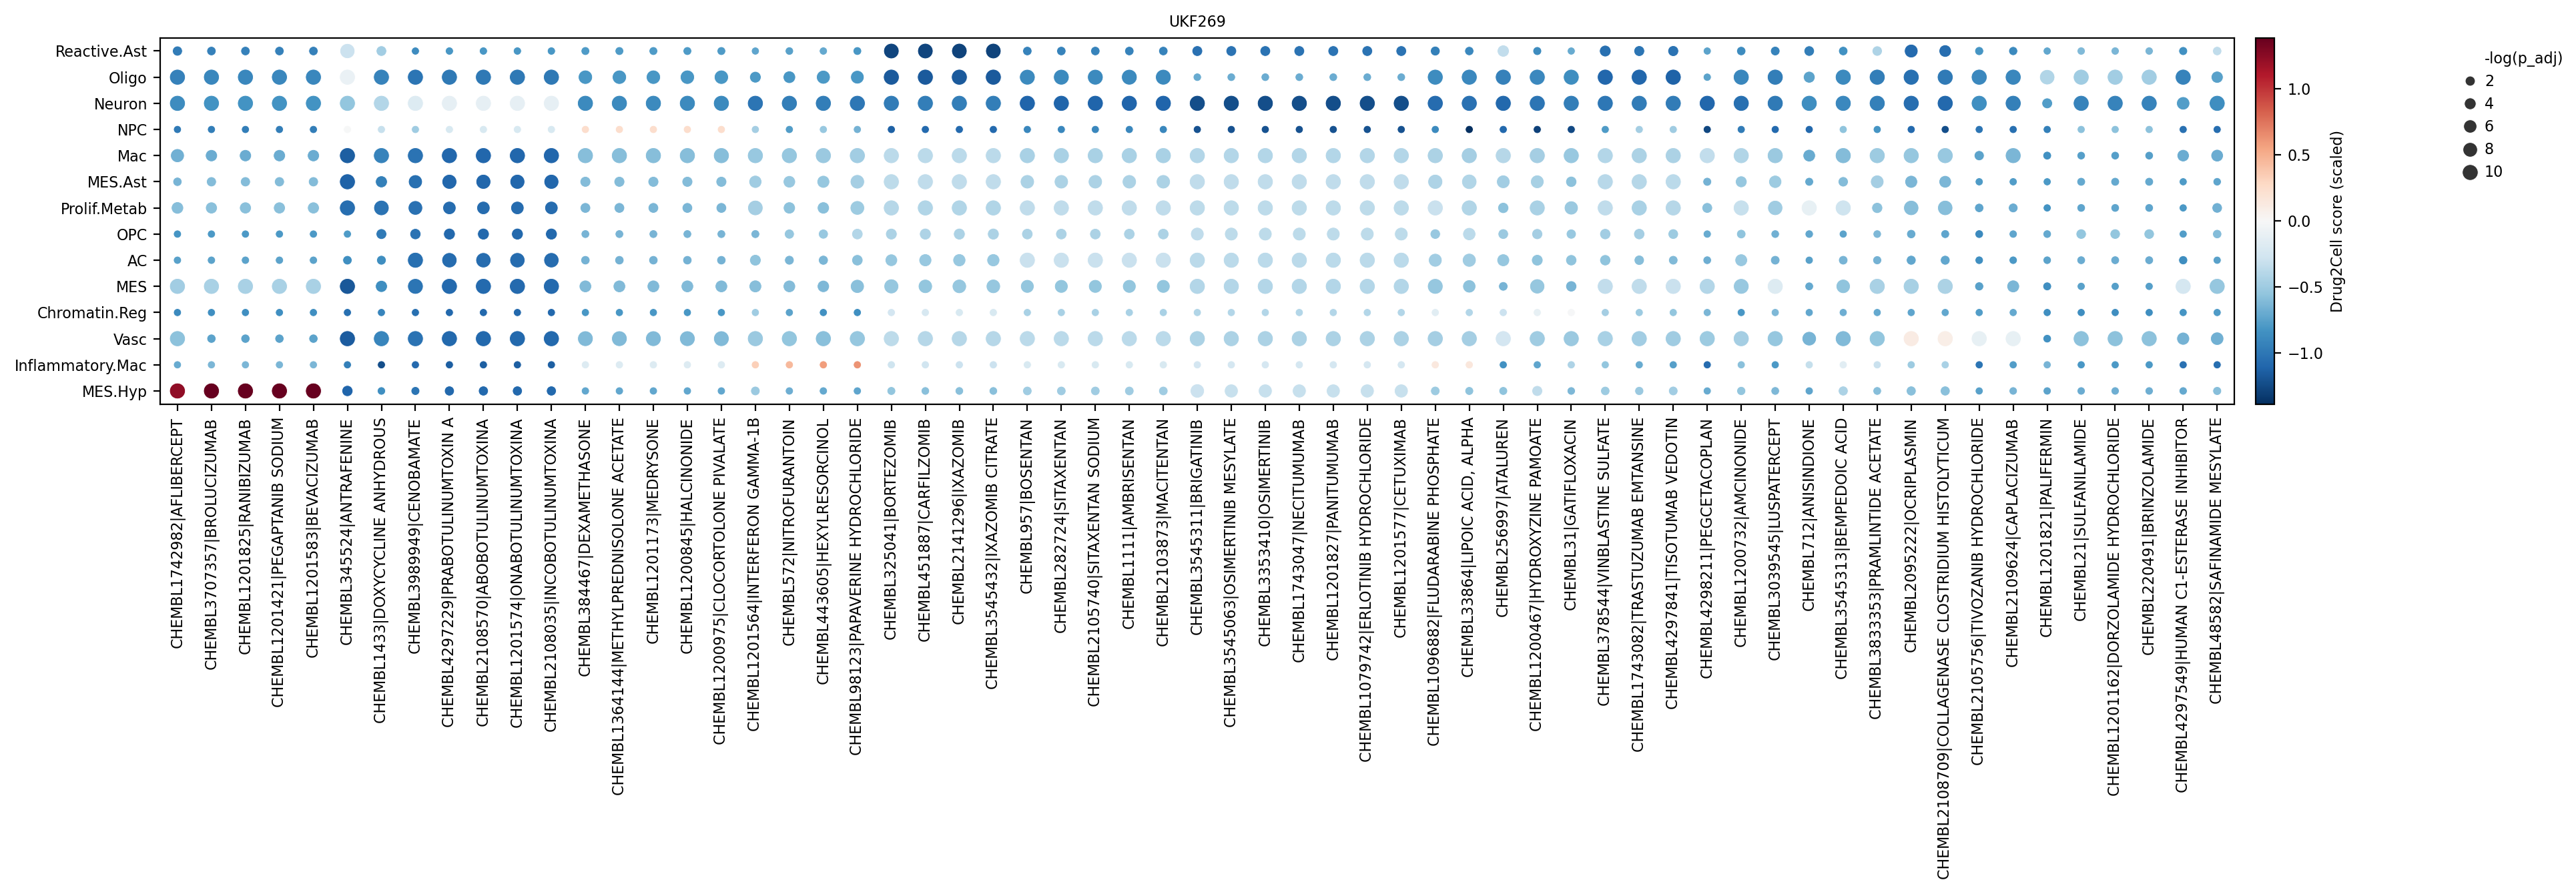 UKF269
Reactive.Ast
Oligo
Neuron
NPC
Mac
MES.Ast
Prolif.Metab
OPC
AC
MES
Chromatin.Reg
Vasc
Inflammatory.Mac
MES.Hyp
CHEMBL1742982|AFLIBERCEPT
CHEMBL3707357|BROLUCIZUMAB
CHEMBL1201825|RANIBIZUMAB
CHEMBL1201421|PEGAPTANIB SODIUM
CHEMBL1201583|BEVACIZUMAB
CHEMBL345524|ANTRAFENINE
CHEMBL1433|DOXYCYCLINE ANHYDROUS
CHEMBL3989949|CENOBAMATE
CHEMBL4297229|PRABOTULINUMTOXIN A
CHEMBL2108570|ABOBOTULINUMTOXINA
CHEMBL1201574|ONABOTULINUMTOXINA
CHEMBL2108035|INCOBOTULINUMTOXINA
CHEMBL384467|DEXAMETHASONE
CHEMBL1364144|METHYLPREDNISOLONE ACETATE
CHEMBL1201173|MEDRYSONE
CHEMBL1200845|HALCINONIDE
CHEMBL1200975|CLOCORTOLONE PIVALATE
CHEMBL1201564|INTERFERON GAMMA-1B
CHEMBL572|NITROFURANTOIN
CHEMBL443605|HEXYLRESORCINOL
CHEMBL98123|PAPAVERINE HYDROCHLORIDE
CHEMBL325041|BORTEZOMIB
CHEMBL451887|CARFILZOMIB
CHEMBL2141296|IXAZOMIB
CHEMBL3545432|IXAZOMIB CITRATE
CHEMBL957|BOSENTAN
CHEMBL282724|SITAXENTAN
CHEMBL2105740|SITAXENTAN SODIUM
CHEMBL1111|AMBRISENTAN
CHEMBL2103873|MACITENTAN
CHEMBL3545311|BRIGATINIB
CHEMBL3545063|OSIMERTINIB MESYLATE
CHEMBL3353410|OSIMERTINIB
CHEMBL1743047|NECITUMUMAB
CHEMBL1201827|PANITUMUMAB
CHEMBL1079742|ERLOTINIB HYDROCHLORIDE
CHEMBL1201577|CETUXIMAB
CHEMBL1096882|FLUDARABINE PHOSPHATE
CHEMBL33864|LIPOIC ACID, ALPHA
CHEMBL256997|ATALUREN
CHEMBL1200467|HYDROXYZINE PAMOATE
CHEMBL31|GATIFLOXACIN
CHEMBL378544|VINBLASTINE SULFATE
CHEMBL1743082|TRASTUZUMAB EMTANSINE
CHEMBL4297841|TISOTUMAB VEDOTIN
CHEMBL4298211|PEGCETACOPLAN
CHEMBL1200732|AMCINONIDE
CHEMBL3039545|LUSPATERCEPT
CHEMBL712|ANISINDIONE
CHEMBL3545313|BEMPEDOIC ACID
CHEMBL3833353|PRAMLINTIDE ACETATE
CHEMBL2095222|OCRIPLASMIN
CHEMBL2108709|COLLAGENASE CLOSTRIDIUM HISTOLYTICUM
CHEMBL2105756|TIVOZANIB HYDROCHLORIDE
CHEMBL2109624|CAPLACIZUMAB
CHEMBL1201821|PALIFERMIN
CHEMBL21|SULFANILAMIDE
CHEMBL1201162|DORZOLAMIDE HYDROCHLORIDE
CHEMBL220491|BRINZOLAMIDE
CHEMBL4297549|HUMAN C1-ESTERASE INHIBITOR
CHEMBL48582|SAFINAMIDE MESYLATE
1.0
0.5
0.0
−0.5
−1.0
Drug2Cell score (scaled)
-log(p_adj)
2
4
6
8
10